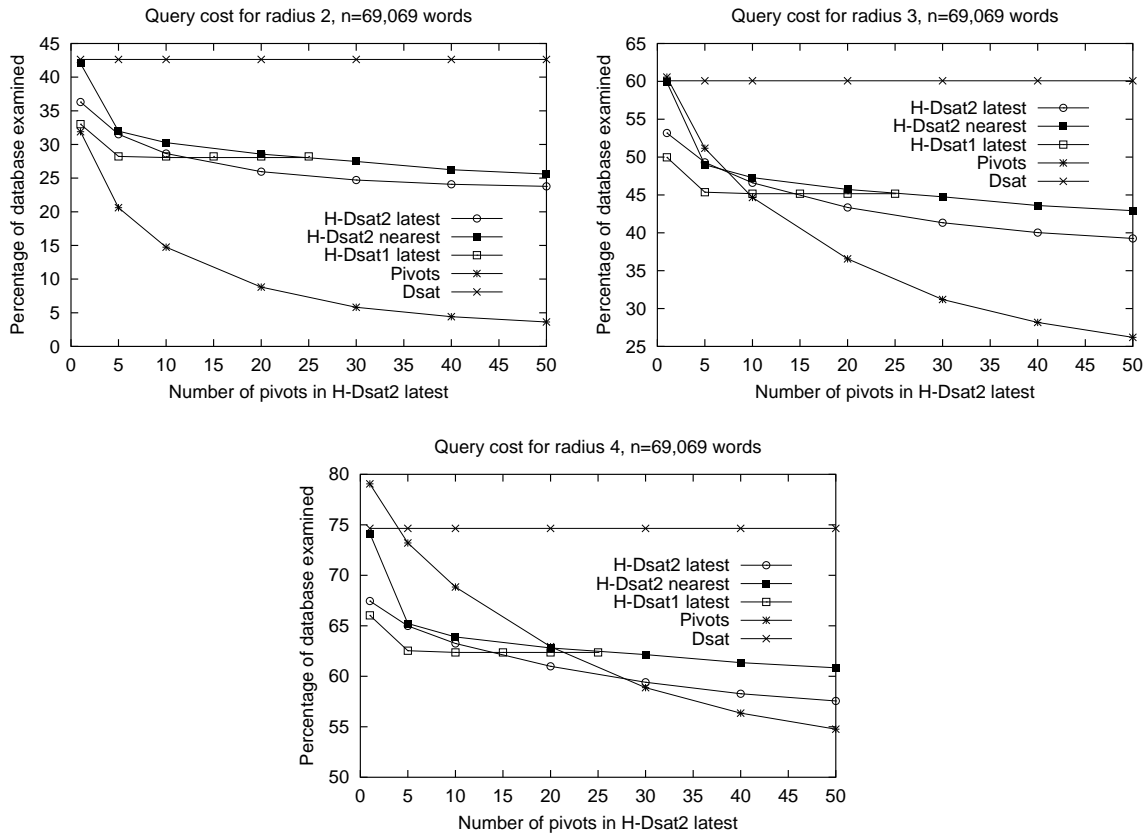 Query cost for radius 2, n=69,069 words
Percentage of database examined
45
40
35
30
25
20
15
10
5
0
H-Dsat2 latest
H-Dsat2 nearest
H-Dsat1 latest
Pivots
Dsat
0 5 10 15 20 25 30 35 40 45 50
Number of pivots in H-Dsat2 latest
Query cost for radius 3, n=69,069 words
Percentage of database examined
65
60
55
50
45
40
35
30
25
H-Dsat2 latest
H-Dsat2 nearest
H-Dsat1 latest
Pivots
Dsat
0 5 10 15 20 25 30 35 40 45 50
Number of pivots in H-Dsat2 latest
Query cost for radius 4, n=69,069 words
Percentage of database examined
80
75
70
65
60
55
50
H-Dsat2 latest
H-Dsat2 nearest
H-Dsat1 latest
Pivots
Dsat
0 5 10 15 20 25 30 35 40 45 50
Number of pivots in H-Dsat2 latest